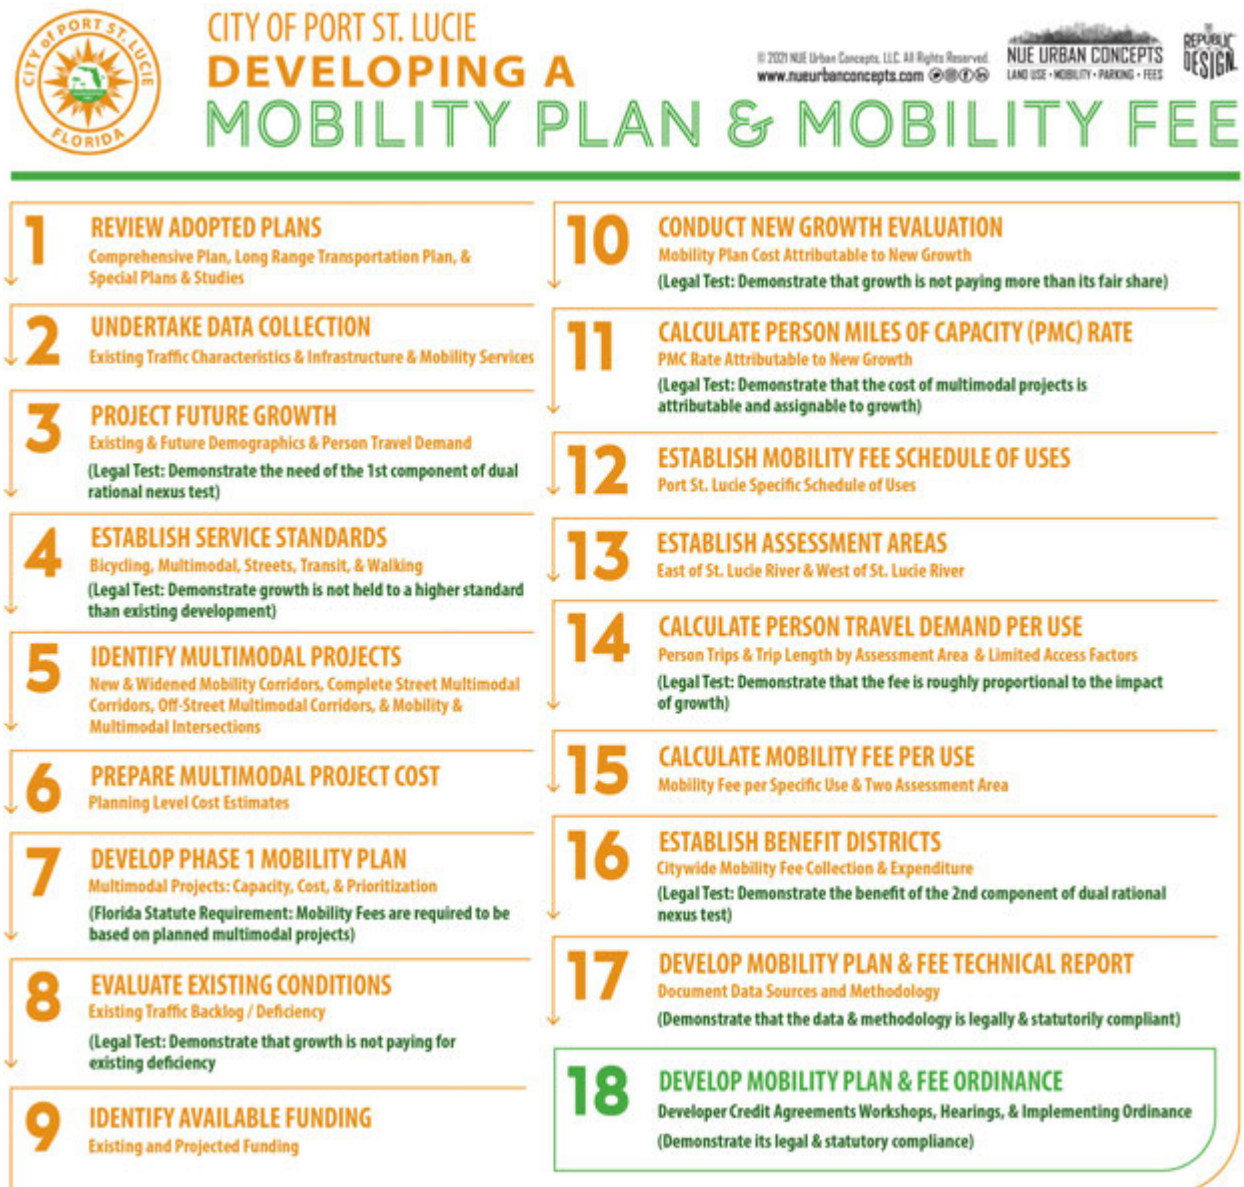 CITY OF PORT ST. LUCIE
FLORIDA
CITY OF PORT ST. LUCIE
DEVELOPING A
MOBILITY PLAN & MOBILITY FEE
© 2021 NUE Urban Concepts, LLC. All Rights Reserved.
www.nueurbanconcepts.com
NUE URBAN CONCEPTS
LAND USE • MOBILITY • PARKING • FEES
THE
REPUBLIC
OF
DESIGN
1
REVIEW ADOPTED PLANS
Comprehensive Plan, Long Range Transportation Plan, &
Special Plans & Studies
2
UNDERTAKE DATA COLLECTION
Existing Traffic Characteristics & Infrastructure & Mobility Services
3
PROJECT FUTURE GROWTH
Existing & Future Demographics & Person Travel Demand
(Legal Test: Demonstrate the need of the 1st component of dual
rational nexus test)
4
ESTABLISH SERVICE STANDARDS
Bicycling, Multimodal, Streets, Transit, & Walking
(Legal Test: Demonstrate growth is not held to a higher standard
than existing development)
5
IDENTIFY MULTIMODAL PROJECTS
New & Widened Mobility Corridors, Complete Street Multimodal
Corridors, Off-Street Multimodal Corridors, & Mobility &
Multimodal Intersections
6
PREPARE MULTIMODAL PROJECT COST
Planning Level Cost Estimates
7
DEVELOP PHASE 1 MOBILITY PLAN
Multimodal Projects: Capacity, Cost, & Prioritization
(Florida Statute Requirement: Mobility Fees are required to be
based on planned multimodal projects)
8
EVALUATE EXISTING CONDITIONS
Existing Traffic Backlog / Deficiency
(Legal Test: Demonstrate that growth is not paying for
existing deficiency
9
IDENTIFY AVAILABLE FUNDING
Existing and Projected Funding
10
CONDUCT NEW GROWTH EVALUATION
Mobility Plan Cost Attributable to New Growth
(Legal Test: Demonstrate that growth is not paying more than its fair share)
11
CALCULATE PERSON MILES OF CAPACITY (PMC) RATE
PMC Rate Attributable to New Growth
(Legal Test: Demonstrate that the cost of multimodal projects is
attributable and assignable to growth)
12
ESTABLISH MOBILITY FEE SCHEDULE OF USES
Port St. Lucie Specific Schedule of Uses
13
ESTABLISH ASSESSMENT AREAS
East of St. Lucie River & West of St. Lucie River
14
CALCULATE PERSON TRAVEL DEMAND PER USE
Person Trips & Trip Length by Assessment Area & Limited Access Factors
(Legal Test: Demonstrate that the fee is roughly proportional to the impact
of growth)
15
CALCULATE MOBILITY FEE PER USE
Mobility Fee per Specific Use & Two Assessment Area
16
ESTABLISH BENEFIT DISTRICTS
Citywide Mobility Fee Collection & Expenditure
(Legal Test: Demonstrate the benefit of the 2nd component of dual rational
nexus test)
17
DEVELOP MOBILITY PLAN & FEE TECHNICAL REPORT
Document Data Sources and Methodology
(Demonstrate that the data & methodology is legally & statutorily compliant)
18
DEVELOP MOBILITY PLAN & FEE ORDINANCE
Developer Credit Agreements Workshops, Hearings, & Implementing Ordinance
(Demonstrate its legal & statutory compliance)